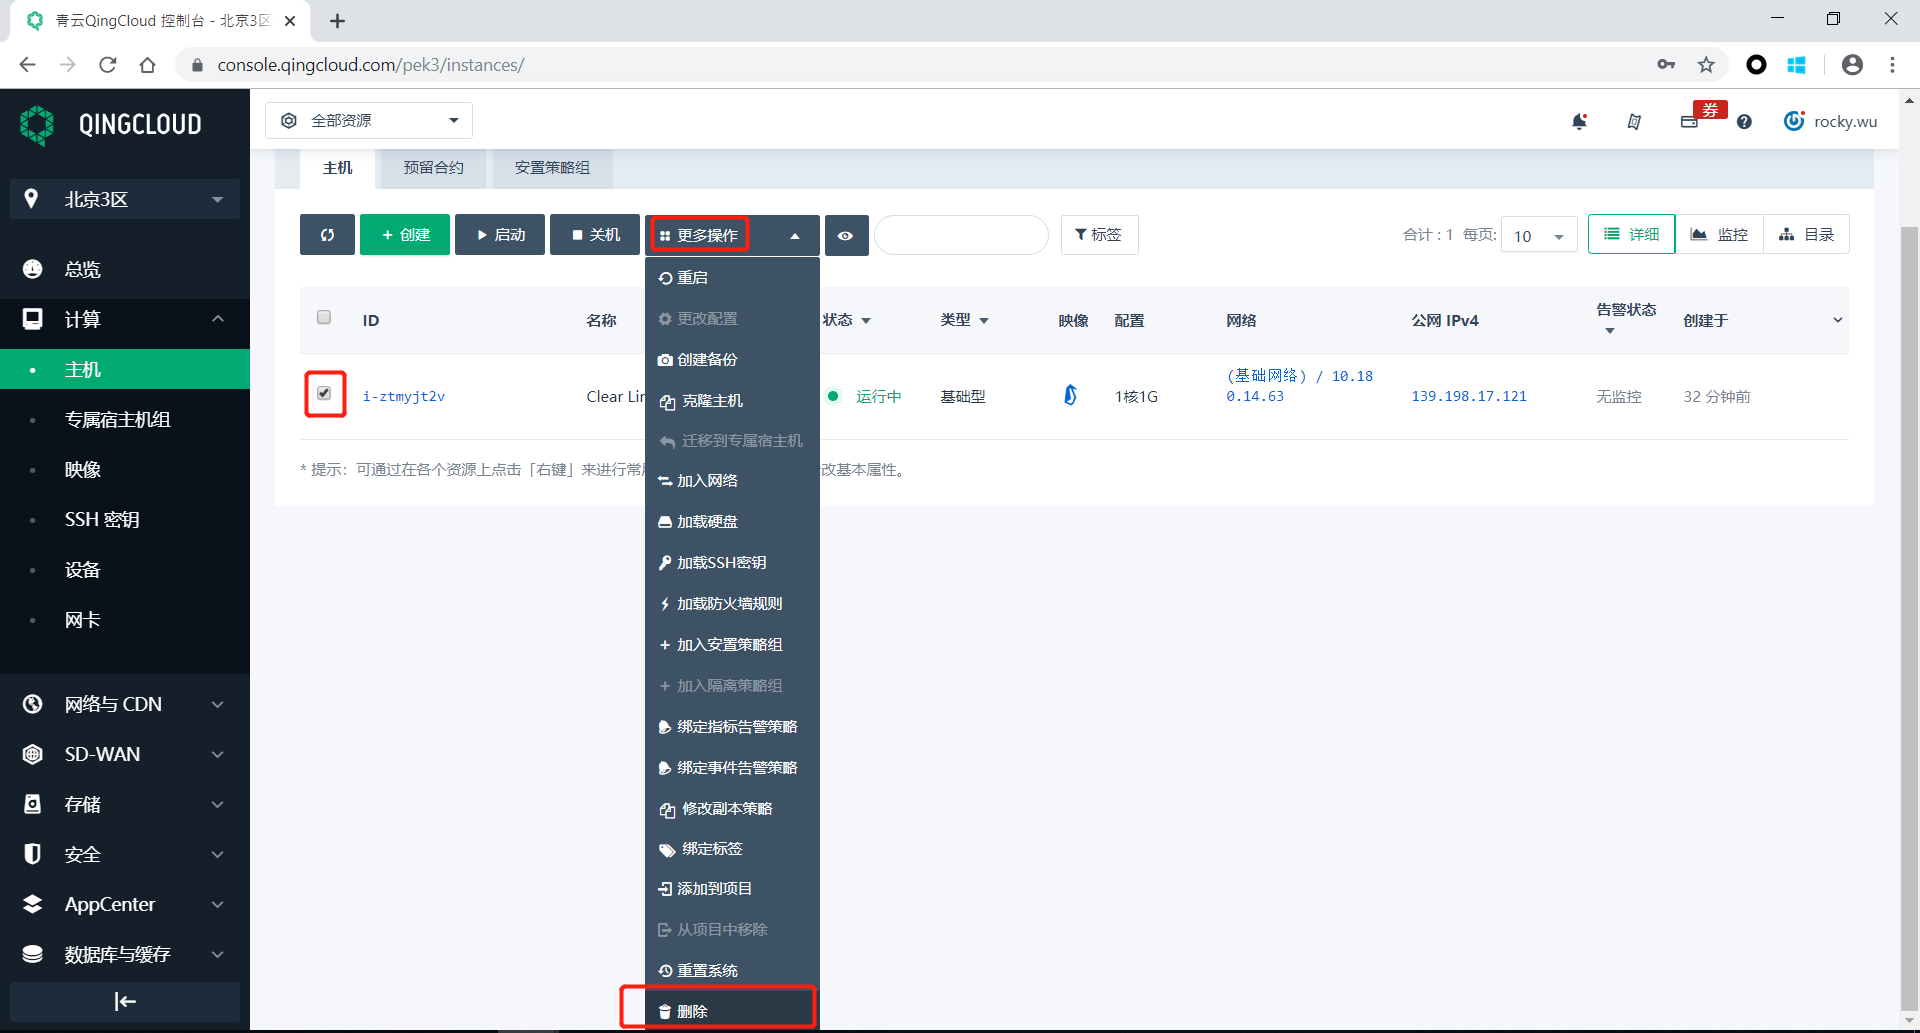 青云QingCloud 控制台 - 北京3区
console.qingcloud.com/pek3/instances/
QINGCLOUD
全部资源
券
rocky.wu
北京3区
总览
计算
主机
专属宿主机组
映像
SSH 密钥
设备
网卡
网络与 CDN
SD-WAN
存储
安全
AppCenter
数据库与缓存
主机 预留合约 安置策略组
创建 启动 关机 更多操作 标签 合计 : 1 每页: 10 详细 监控 目录
ID 名称 状态 类型 映像 配置 网络 公网 IPv4 告警状态 创建于
i-ztmyjt2v Clear Lin 运行中 基础型 1核1G (基础网络) / 10.18
0.14.63 139.198.17.121 无监控 32 分钟前
* 提示：可通过在各个资源上点击「右键」来进行常 改基本属性。
重启
更改配置
创建备份
克隆主机
迁移到专属宿主机
加入网络
加载硬盘
加载SSH密钥
加载防火墙规则
加入安置策略组
加入隔离策略组
绑定指标告警策略
绑定事件告警策略
修改副本策略
绑定标签
添加到项目
从项目中移除
重置系统
删除